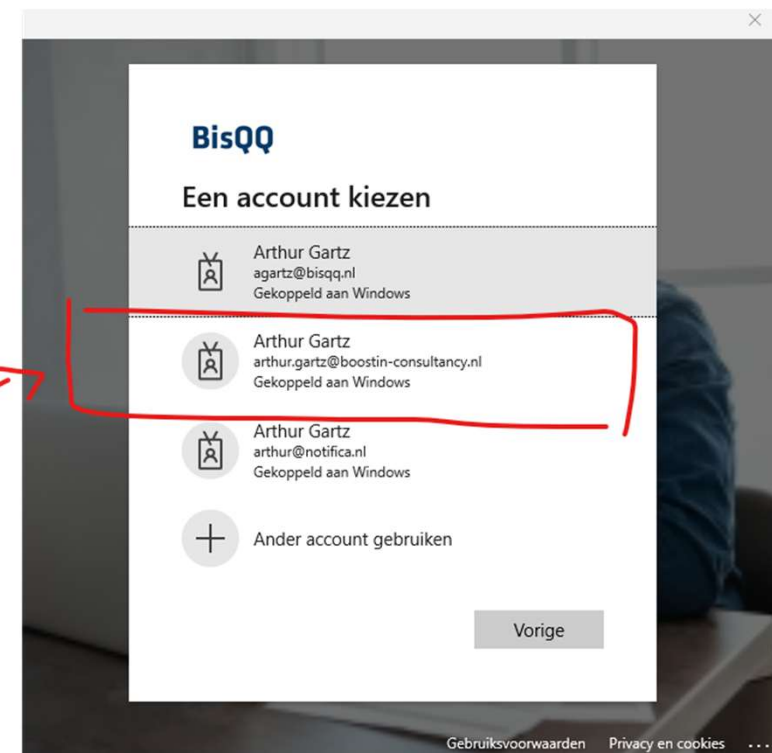 BisQQ
Een account kiezen
Arthur Gartz
agartz@bisqq.nl
Gekoppeld aan Windows
Arthur Gartz
arthur.gartz@boostin-consultancy.nl
Gekoppeld aan Windows
Arthur Gartz
arthur@notifica.nl
Gekoppeld aan Windows
Ander account gebruiken
Vorige
Gebruiksvoorwaarden Privacy en cookies ...